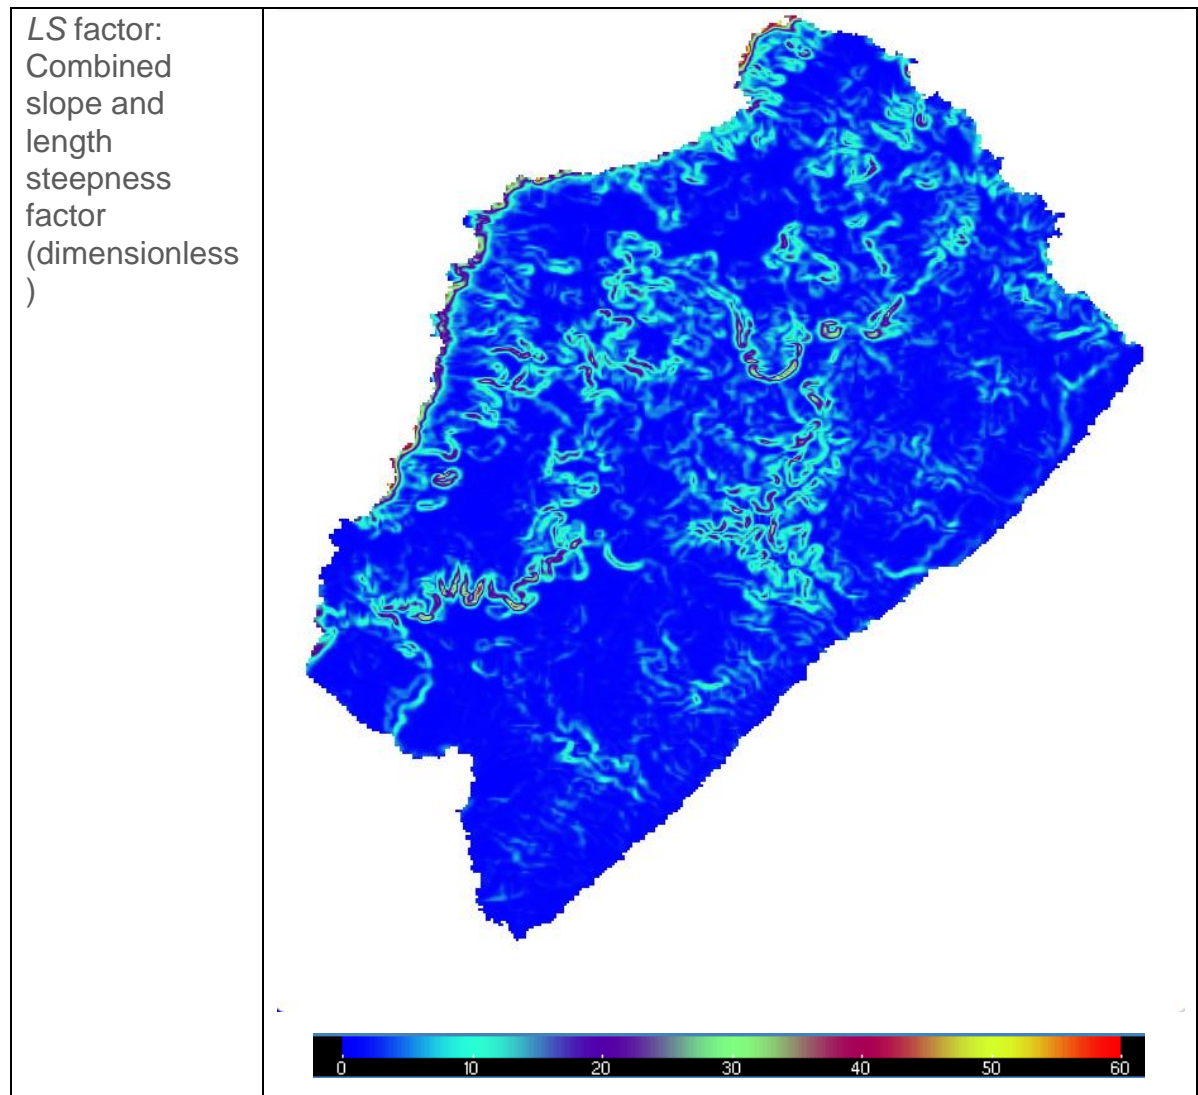 LS factor:
Combined
slope and
length
steepness
factor
(dimensionless
)
0 10 20 30 40 50 60